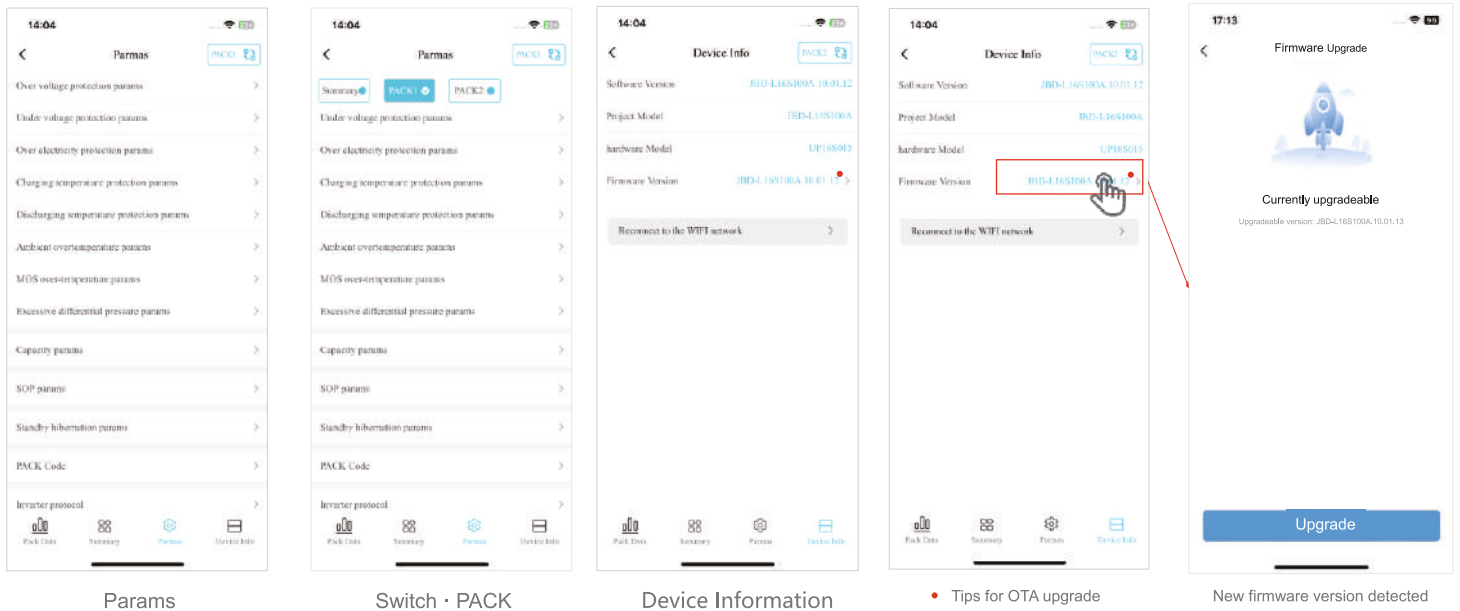 14:04
Parmas
PACK1
Over voltage protection params
Under voltage protection params
Over electricity protection params
Charging temperature protection params
Discharging temperature protection params
Ambient overtemperature params
MOS over-temperature params
Excessive differential pressure params
Capacity params
SOP params
Standby hibernation params
PACK Code
Inverter protocol
Pack Data Summary Parmas Device Info
Params
14:04
Parmas
PACK1
Summary PACK1 PACK2
Under voltage protection params
Over electricity protection params
Charging temperature protection params
Discharging temperature protection params
Ambient overtemperature params
MOS over-temperature params
Excessive differential pressure params
Capacity params
SOP params
Standby hibernation params
PACK Code
Inverter protocol
Pack Data Summary Parmas Device Info
Switch · PACK
14:04
Device Info
PACK2
Software Version JBD-L16S100A.10.01.12
Project Model JBD-L16S100A
hardware Model UP16S015
Firmware Version JBD-L16S100A.10.01.12
Reconnect to the WIFI network
Pack Data Summary Parmas Device Info
Device Information
14:04
Device Info
PACK2
Software Version JBD-L16S100A.10.01.12
Project Model JBD-L16S100A
hardware Model UP16S015
Firmware Version JBD-L16S100A
Reconnect to the WIFI network
Pack Data Summary Parmas Device Info
• Tips for OTA upgrade
17:13
99
Firmware Upgrade
Currently upgradeable
Upgradeable version: JBD-L16S100A.10.01.13
Upgrade
New firmware version detected